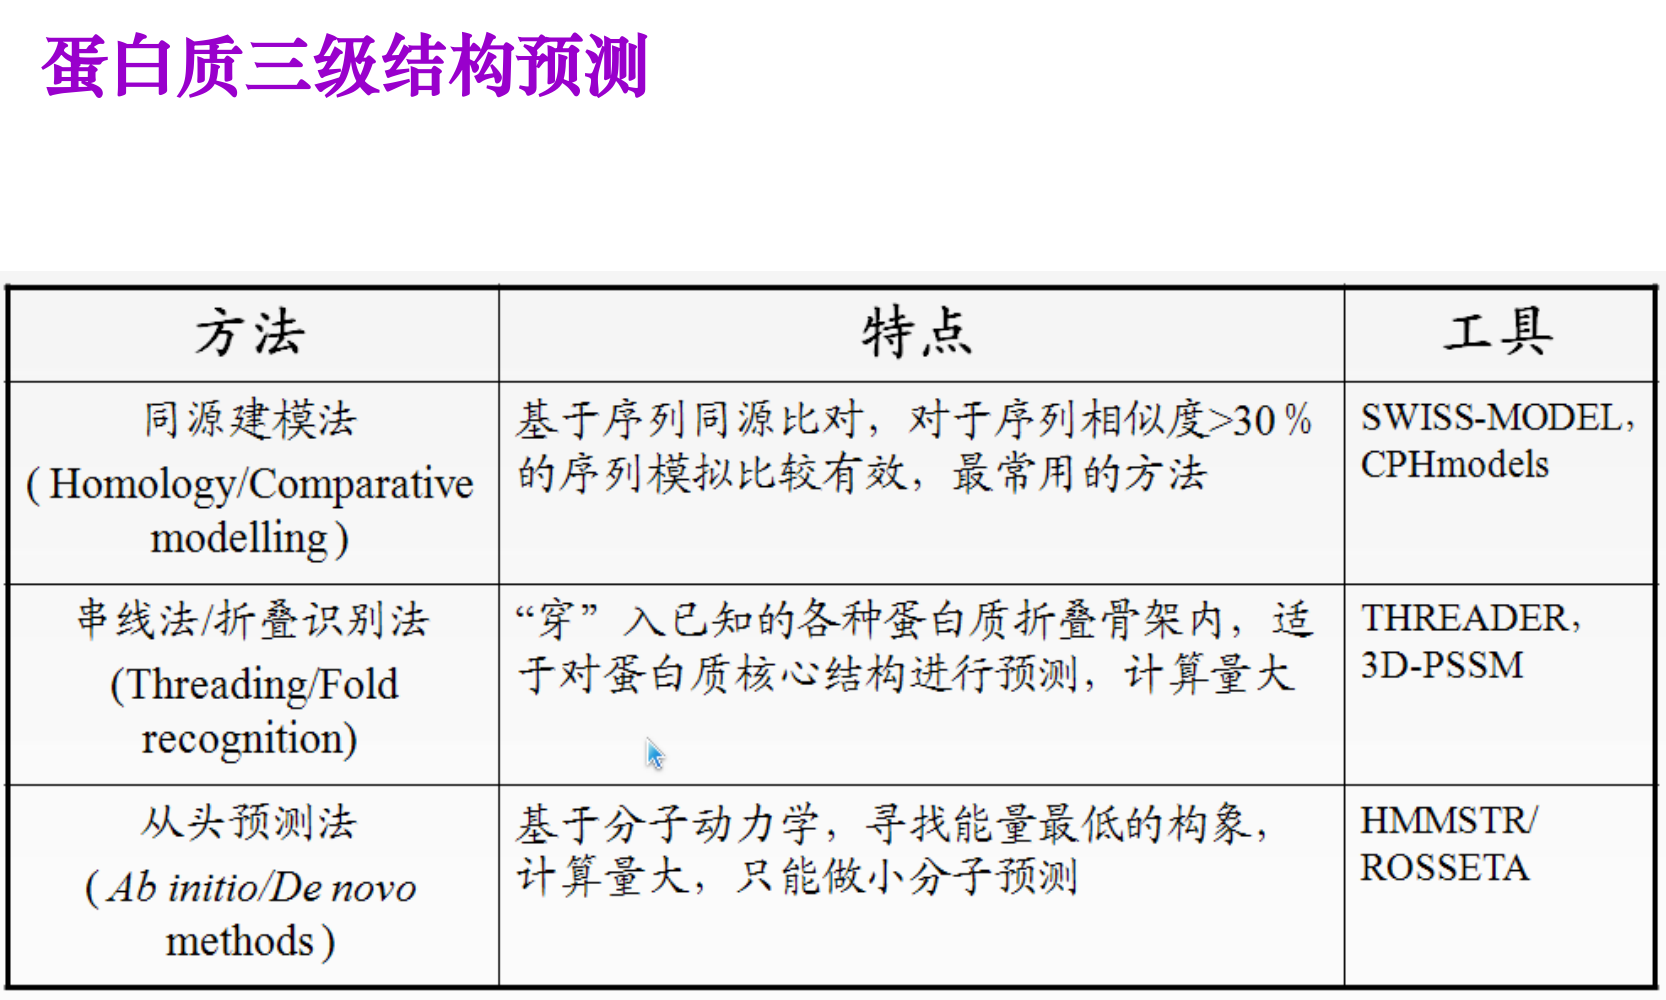 蛋白质三级结构预测
方法
特点
工具
同源建模法
( Homology/Comparative
modelling )
基于序列同源比对，对于序列相似度>30％
的序列模拟比较有效，最常用的方法
SWISS-MODEL，
CPHmodels
串线法/折叠识别法
(Threading/Fold
recognition)
“穿”入已知的各种蛋白质折叠骨架内，适
于对蛋白质核心结构进行预测，计算量大
THREADER，
3D-PSSM
从头预测法
( Ab initio/De novo
methods )
基于分子动力学，寻找能量最低的构象，
计算量大，只能做小分子预测
HMMSTR/
ROSSETA